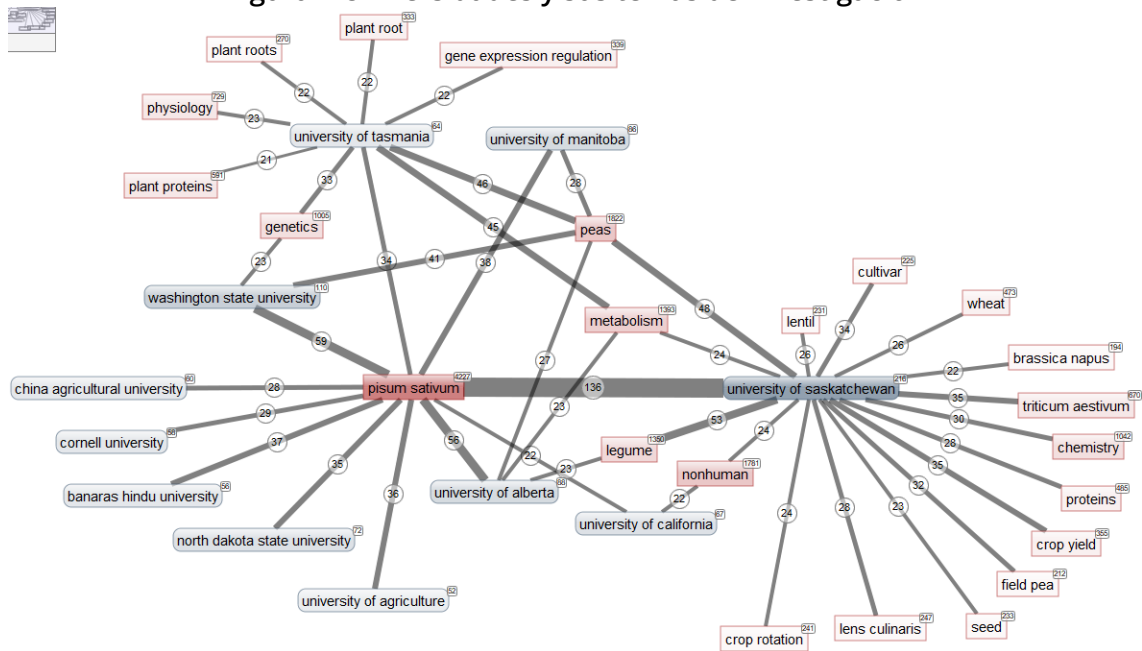 plant root 333
plant roots 270
gene expression regulation 339
physiology 729
22
22
22
23
university of tasmania 64
university of manitoba 86
21
33
46
28
plant proteins 591
genetics 1005
45
peas 1822
23
41
34
38
cultivar 225
wheat 473
washington state university 110
metabolism 1393
48
lentil 231
34
26
59
24
26
brassica napus 194
27
22
china agricultural university 60
28
pisum sativum 4227
136
university of saskatchewan 216
35
triticum aestivum 670
29
23
53
30
cornell university 56
37
56
22
legume 1350
24
28
chemistry 1042
35
23
nonhuman 1781
35
banaras hindu university 56
36
university of alberta 88
22
32
proteins 485
university of california 67
24
28
23
north dakota state university 72
crop yield 355
field pea 212
university of agriculture 52
crop rotation 241
lens culinaris 247
seed 233